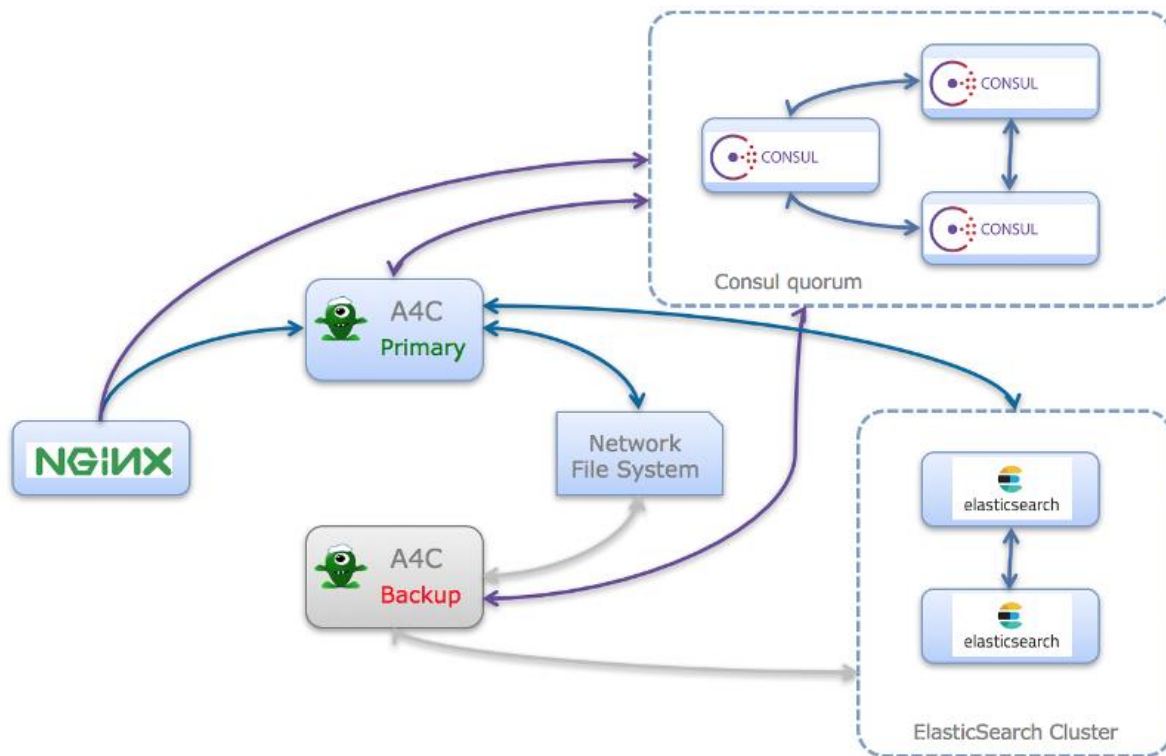 CONSUL
CONSUL
CONSUL
Consul quorum
A4C
Primary
NGINX
Network
File System
A4C
Backup
elasticsearch
elasticsearch
ElasticSearch Cluster